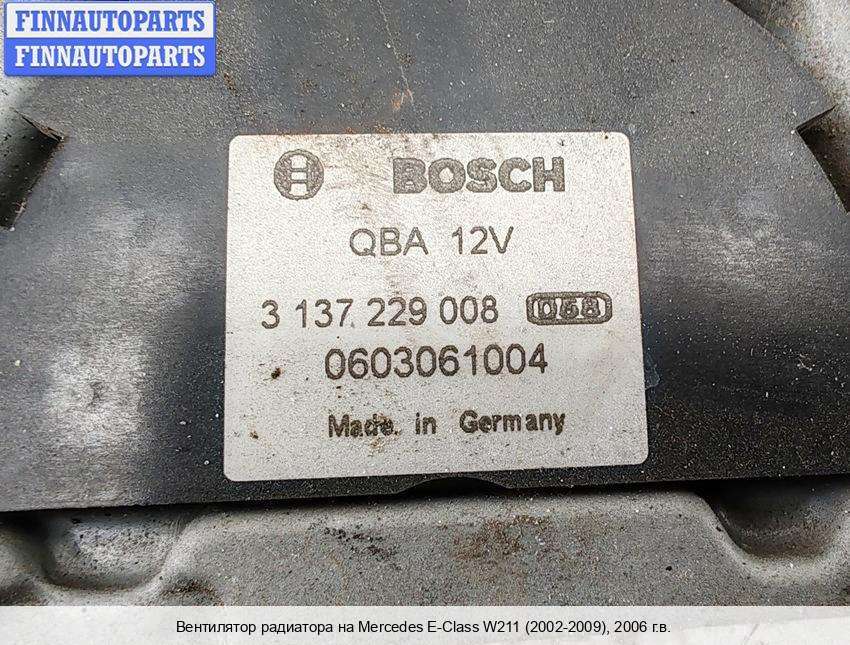 FINNAUTOPARTS
FINNAUTOPARTS
BOSCH
QBA 12V
3 137 229 008 D58
0603061004
Made in Germany
Вентилятор радиатора на Mercedes E-Class W211 (2002-2009), 2006 г.в.